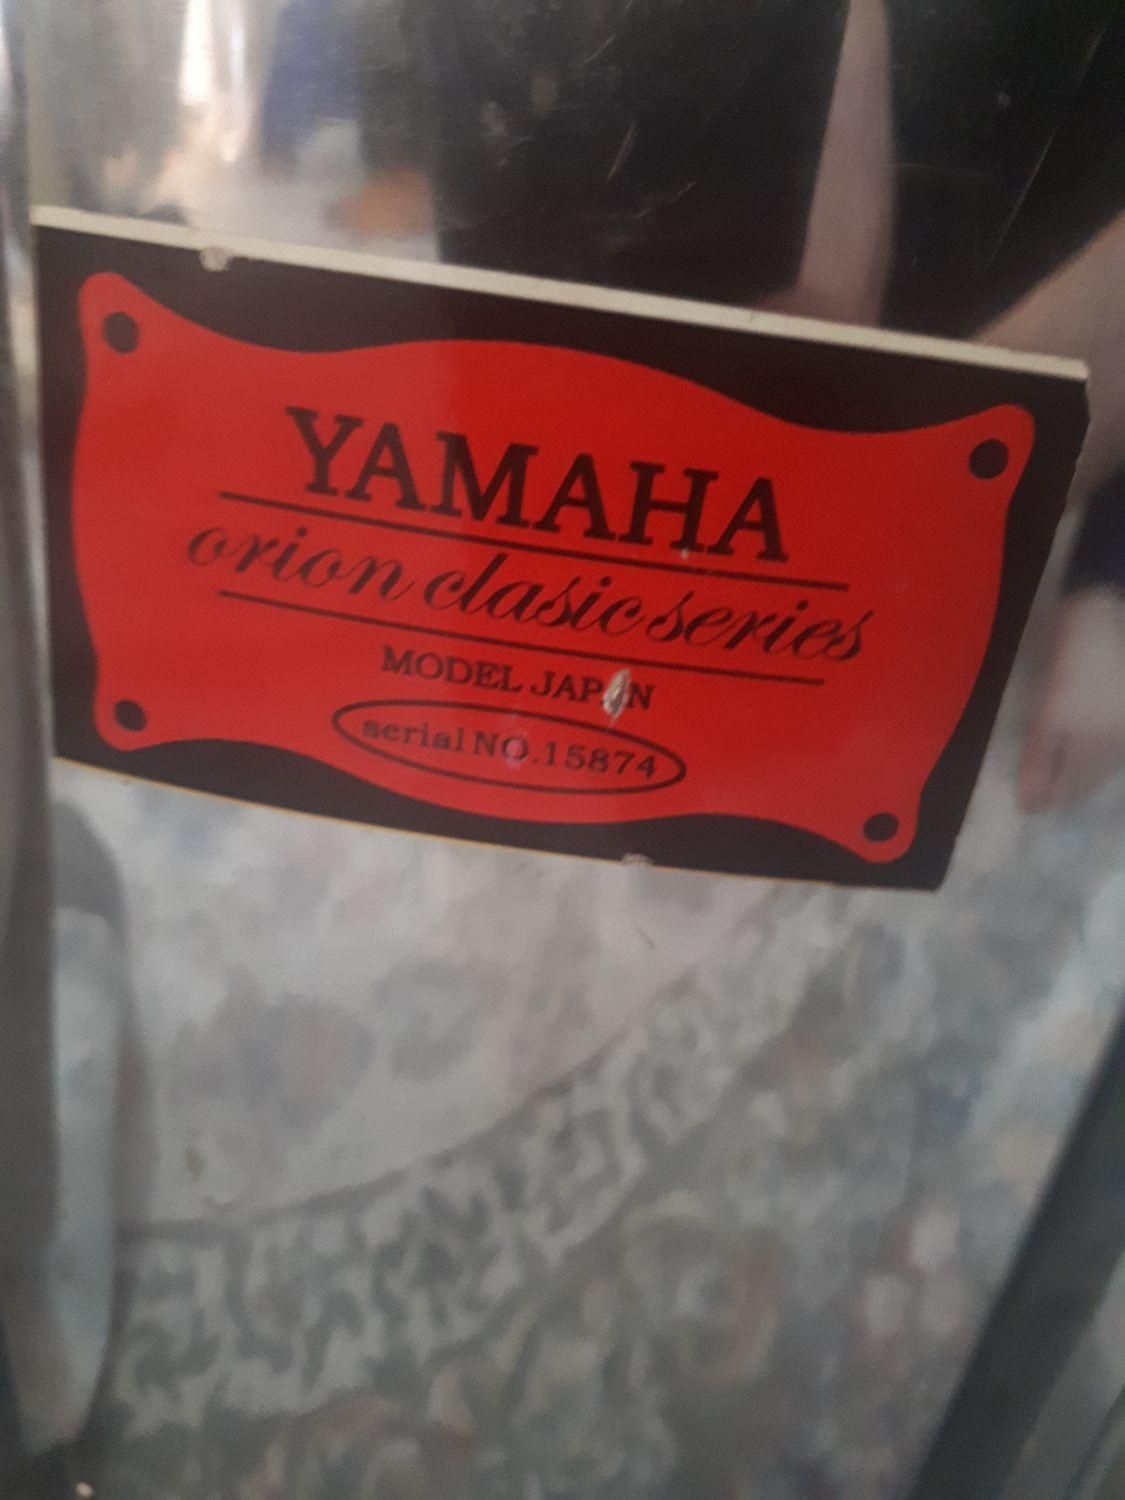 YAMAHA
orion clasic series
MODEL JAPAN
serial NO.15874